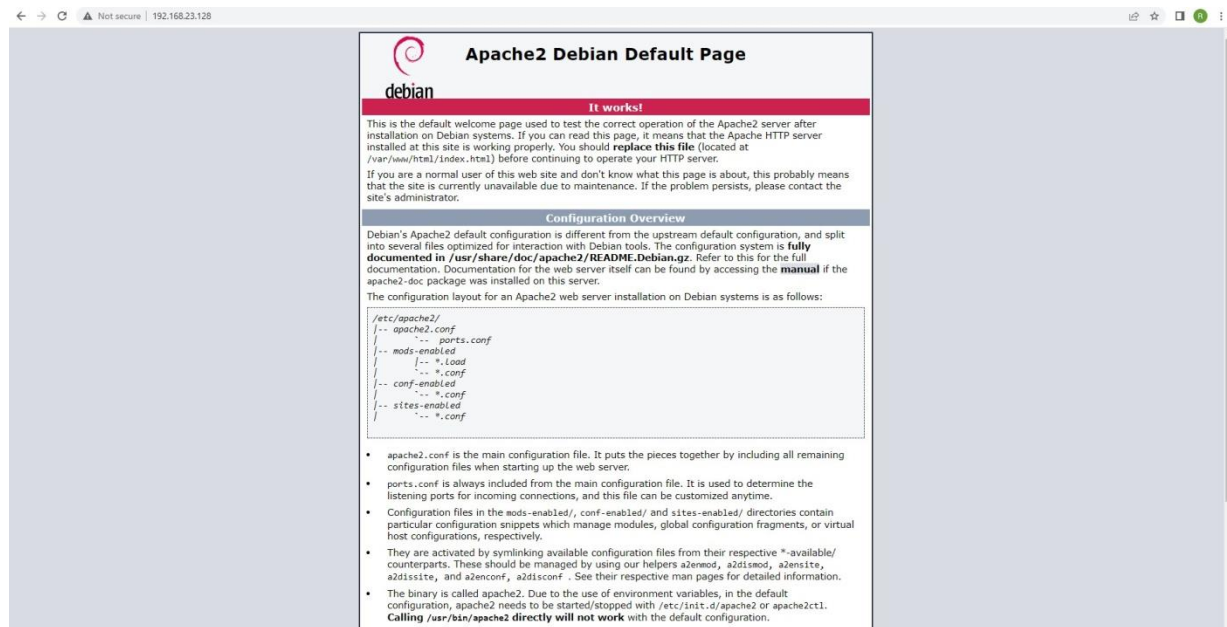 Not secure | 192.168.23.128
R
Apache2 Debian Default Page
debian
It works!
This is the default welcome page used to test the correct operation of the Apache2 server after
installation on Debian systems. If you can read this page, it means that the Apache HTTP server
installed at this site is working properly. You should replace this file (located at
/var/www/html/index.html) before continuing to operate your HTTP server.
If you are a normal user of this web site and don't know what this page is about, this probably means
that the site is currently unavailable due to maintenance. If the problem persists, please contact the
site's administrator.
Configuration Overview
Debian's Apache2 default configuration is different from the upstream default configuration, and split
into several files optimized for interaction with Debian tools. The configuration system is fully
documented in /usr/share/doc/apache2/README.Debian.gz. Refer to this for the full
documentation. Documentation for the web server itself can be found by accessing the manual if the
apache2-doc package was installed on this server.
The configuration layout for an Apache2 web server installation on Debian systems is as follows:
/etc/apache2/
|-- apache2.conf
|       `-- ports.conf
|-- mods-enabled
|       |-- *.load
|       `-- *.conf
|-- conf-enabled
|       `-- *.conf
|-- sites-enabled
|       `-- *.conf
• apache2.conf is the main configuration file. It puts the pieces together by including all remaining
configuration files when starting up the web server.
• ports.conf is always included from the main configuration file. It is used to determine the
listening ports for incoming connections, and this file can be customized anytime.
• Configuration files in the mods-enabled/, conf-enabled/ and sites-enabled/ directories contain
particular configuration snippets which manage modules, global configuration fragments, or virtual
host configurations, respectively.
• They are activated by symlinking available configuration files from their respective *-available/
counterparts. These should be managed by using our helpers a2enmod, a2dismod, a2ensite,
a2dissite, and a2enconf, a2disconf . See their respective man pages for detailed information.
• The binary is called apache2. Due to the use of environment variables, in the default
configuration, apache2 needs to be started/stopped with /etc/init.d/apache2 or apache2ctl.
Calling /usr/bin/apache2 directly will not work with the default configuration.